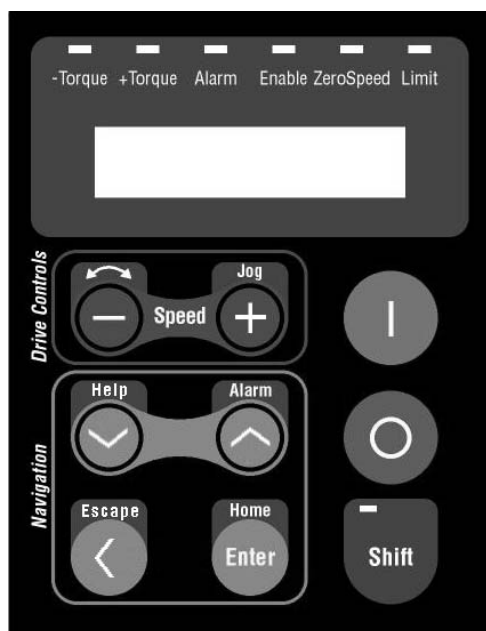 -Torque +Torque Alarm Enable ZeroSpeed Limit
Drive Controls
Jog
Speed
Navigation
Help Alarm
Escape Home
Enter Shift